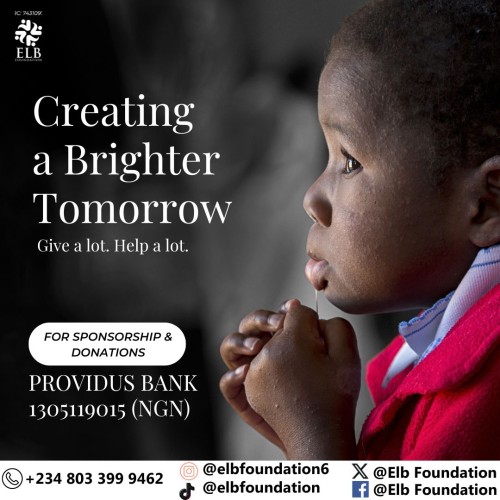 ELB
FOUNDATION
Creating
a Brighter
Tomorrow
Give a lot. Help a lot.
FOR SPONSORSHIP &
DONATIONS
PROVIDUS BANK
1305119015 (NGN)
+234 803 399 9462
@elbfoundation6
@elbfoundation
@Elb Foundation
@Elb Foundation